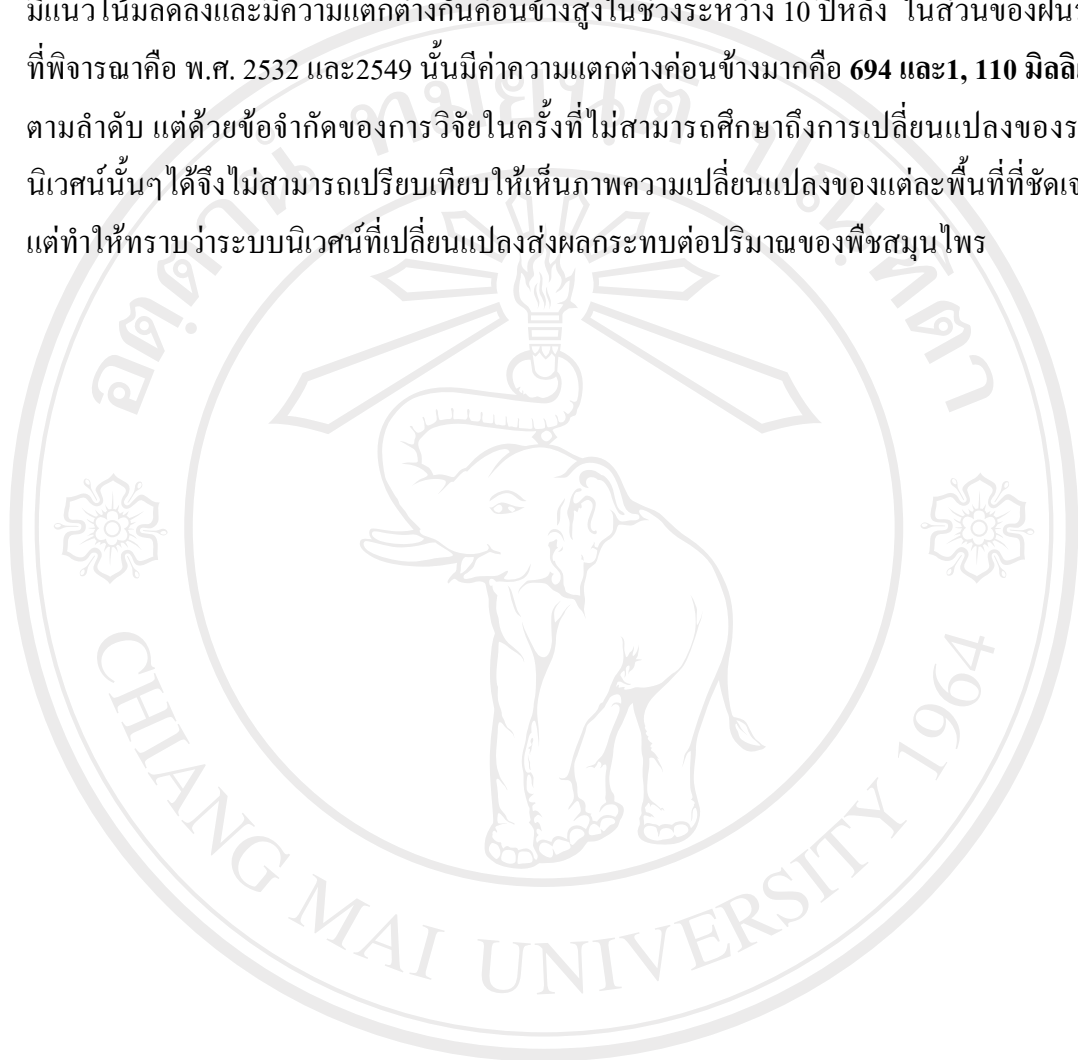 มีแนวโน้มลดลงและมีความแตกต่างกันค่อนข้างสูงในช่วงระหว่าง 10 ปีหลัง ในส่วนของฝน
ที่พิจารณาคือ พ.ศ. 2532 และ2549 นั้นมีค่าความแตกต่างค่อนข้างมากคือ 694 และ1, 110
ตามลำดับ แต่ด้วยข้อจำกัดของการวิจัยในครั้งที่ไม่สามารถศึกษาถึงการเปลี่ยนแปลงของ
นิเวศน์นั้นๆได้จึงไม่สามารถเปรียบเทียบให้เห็นภาพความเปลี่ยนแปลงของแต่ละพื้นที่ที่
แต่ทำให้ทราบว่าระบบนิเวศน์ที่เปลี่ยนแปลงส่งผลกระทบต่อปริมาณของพืชสมุนไพร
อตฺตานํ ทมยนฺติ ปณฺฑิตา
CHIANG MAI UNIVERSITY 1964